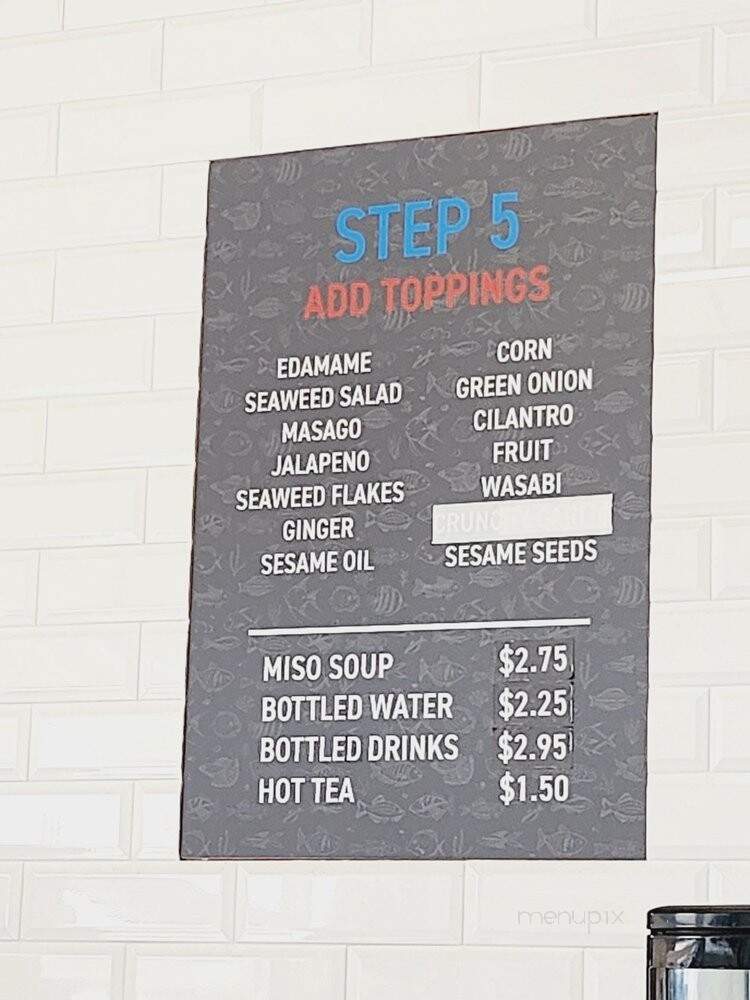 STEP 5
ADD TOPPINGS
EDAMAME
SEAWEED SALAD
MASAGO
JALAPENO
SEAWEED FLAKES
GINGER
SESAME OIL
CORN
GREEN ONION
CILANTRO
FRUIT
WASABI
SESAME SEEDS
MISO SOUP $2.75
BOTTLED WATER $2.25
BOTTLED DRINKS $2.95
HOT TEA $1.50
menupix